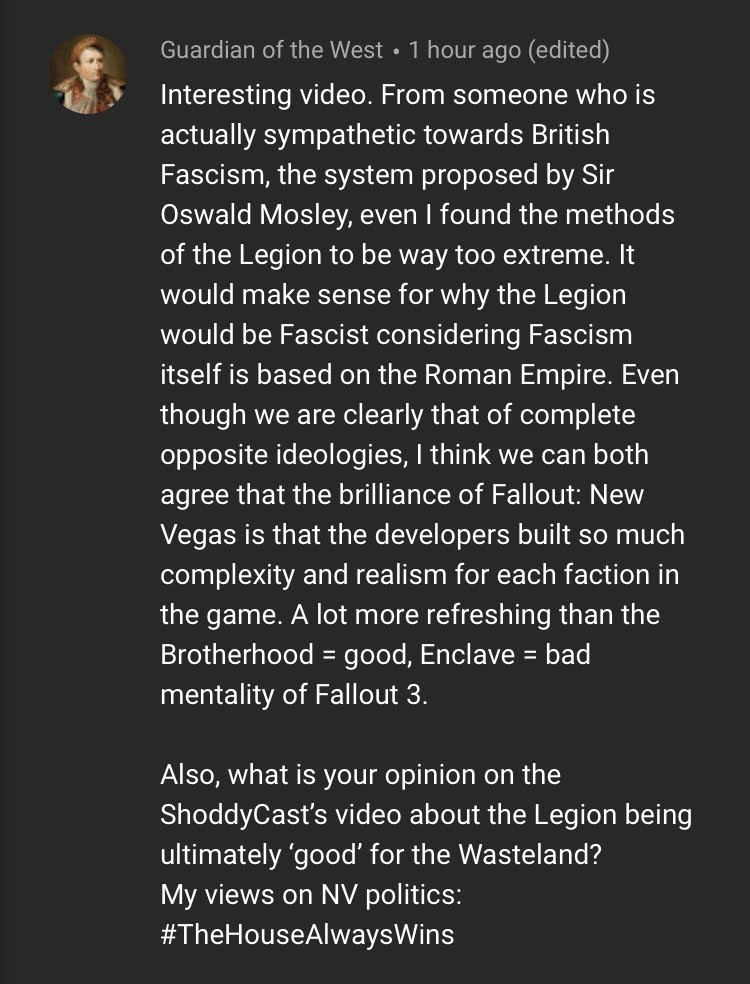 Guardian of the West • 1 hour ago (edited)
Interesting video. From someone who is
actually sympathetic towards British
Fascism, the system proposed by Sir
Oswald Mosley, even I found the methods
of the Legion to be way too extreme. It
would make sense for why the Legion
would be Fascist considering Fascism
itself is based on the Roman Empire. Even
though we are clearly that of complete
opposite ideologies, I think we can both
agree that the brilliance of Fallout: New
Vegas is that the developers built so much
complexity and realism for each faction in
the game. A lot more refreshing than the
Brotherhood = good, Enclave = bad
mentality of Fallout 3.
Also, what is your opinion on the
ShoddyCast’s video about the Legion being
ultimately ‘good’ for the Wasteland?
My views on NV politics:
#TheHouseAlwaysWins